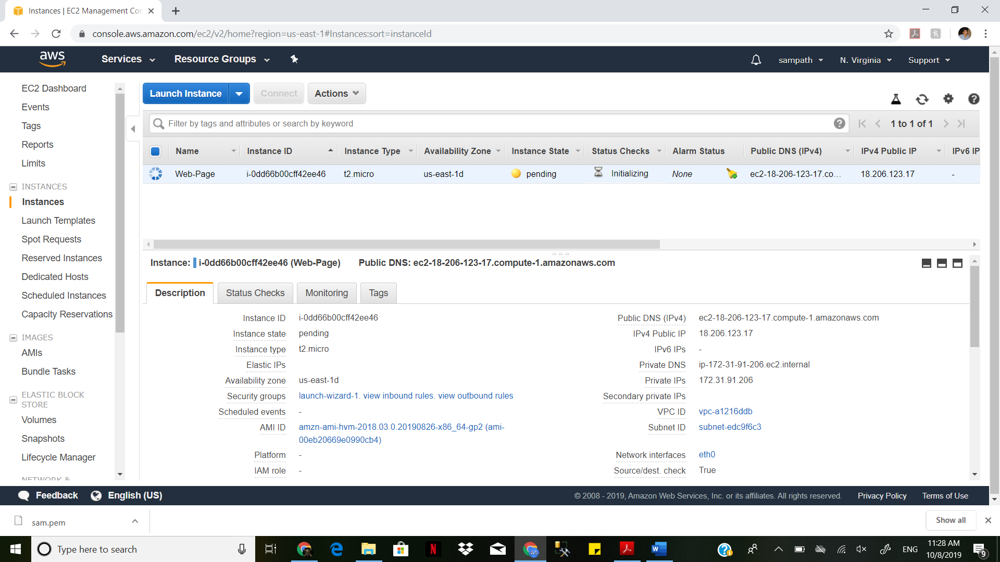 Instances | EC2 Management Con
console.aws.amazon.com/ec2/v2/home?region=us-east-1#Instances:sort=instanceId
aws
Services
Resource Groups
sampath
N. Virginia
Support
EC2 Dashboard
Events
Tags
Reports
Limits
INSTANCES
Instances
Launch Templates
Spot Requests
Reserved Instances
Dedicated Hosts
Scheduled Instances
Capacity Reservations
IMAGES
AMIs
Bundle Tasks
ELASTIC BLOCK
STORE
Volumes
Snapshots
Lifecycle Manager
NETWORK &
Launch Instance
Connect
Actions
Filter by tags and attributes or search by keyword
1 to 1 of 1
Name Instance ID Instance Type Availability Zone Instance State Status Checks Alarm Status Public DNS (IPv4) IPv4 Public IP IPv6 IP
Web-Page i-0dd66b00cff42ee46 t2.micro us-east-1d pending Initializing None ec2-18-206-123-17.co... 18.206.123.17 -
Instance: i-0dd66b00cff42ee46 (Web-Page) Public DNS: ec2-18-206-123-17.compute-1.amazonaws.com
Description
Status Checks
Monitoring
Tags
Instance ID i-0dd66b00cff42ee46
Instance state pending
Instance type t2.micro
Elastic IPs
Availability zone us-east-1d
Security groups launch-wizard-1. view inbound rules. view outbound rules
Scheduled events -
AMI ID amzn-ami-hvm-2018.03.0.20190826-x86_64-gp2 (ami-
00eb20669e0990cb4)
Platform -
IAM role -
Public DNS (IPv4) ec2-18-206-123-17.compute-1.amazonaws.com
IPv4 Public IP 18.206.123.17
IPv6 IPs -
Private DNS ip-172-31-91-206.ec2.internal
Private IPs 172.31.91.206
Secondary private IPs
VPC ID vpc-a1216ddb
Subnet ID subnet-edc9f6c3
Network interfaces eth0
Source/dest. check True
Feedback
English (US)
© 2008 - 2019, Amazon Web Services, Inc. or its affiliates. All rights reserved.
Privacy Policy
Terms of Use
sam.pem
Show all
Type here to search
ENG
11:28 AM
10/8/2019
9